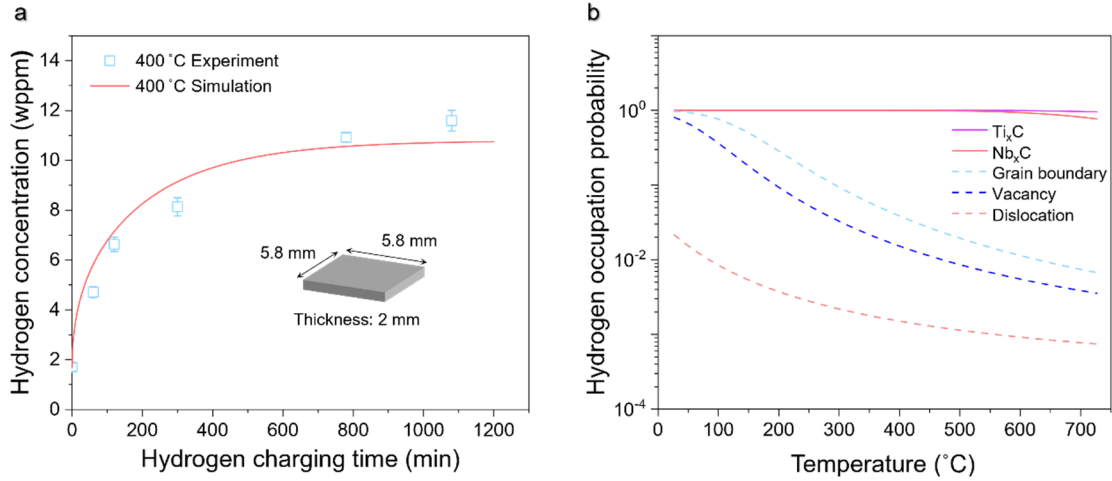 a
Hydrogen concentration (wppm)
14
12
10
8
6
4
2
0
400 ˚C Experiment
400 ˚C Simulation
5.8 mm
5.8 mm
Thickness: 2 mm
0 200 400 600 800 1000 1200
Hydrogen charging time (min)
b
Hydrogen occupation probability
10⁰
10⁻²
10⁻⁴
TiₓC
NbₓC
Grain boundary
Vacancy
Dislocation
0 100 200 300 400 500 600 700
Temperature (˚C)